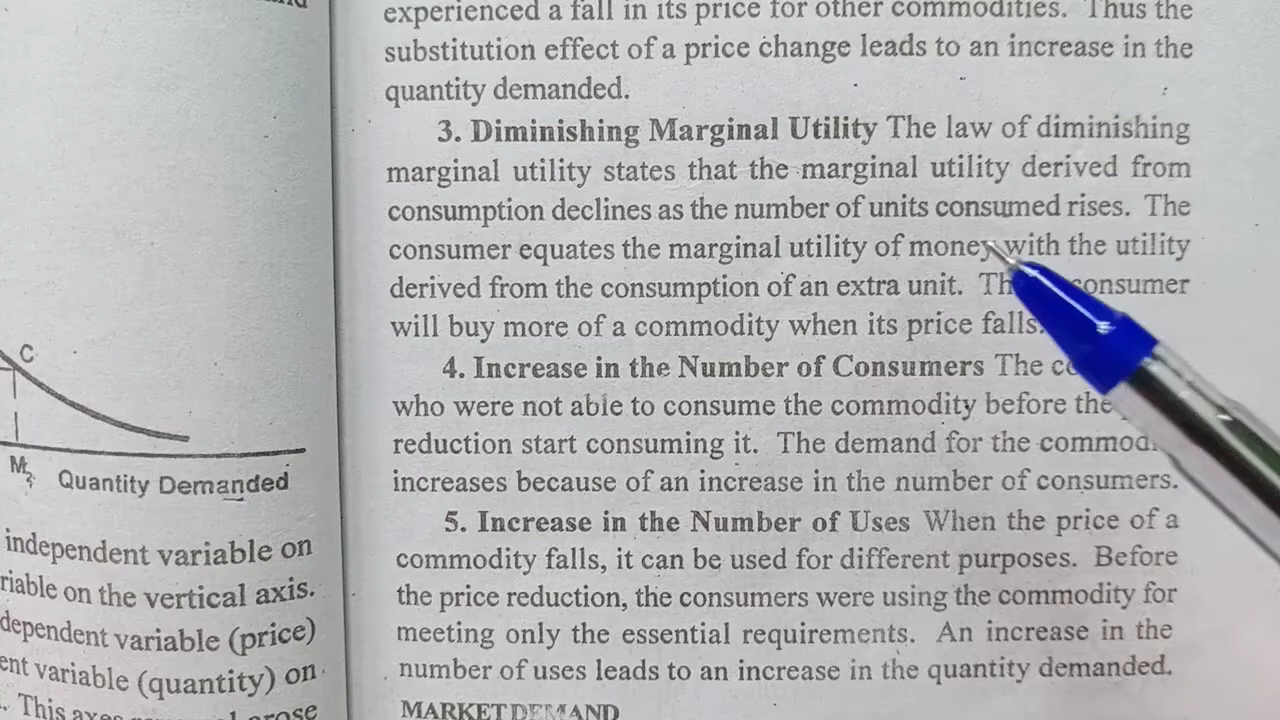 C
M₂ Quantity Demanded
independent variable on
riable on the vertical axis.
dependent variable (price)
ent variable (quantity) on
. This axes arose
experienced a fall in its price for other commodities. Thus the
substitution effect of a price change leads to an increase in the
quantity demanded.
3. Diminishing Marginal Utility The law of diminishing
marginal utility states that the marginal utility derived from
consumption declines as the number of units consumed rises. The
consumer equates the marginal utility of money with the utility
derived from the consumption of an extra unit. consumer
will buy more of a commodity when its price falls.
4. Increase in the Number of Consumers The
who were not able to consume the commodity before the
reduction start consuming it. The demand for the commod
increases because of an increase in the number of consumers.
5. Increase in the Number of Uses When the price of a
commodity falls, it can be used for different purposes. Before
the price reduction, the consumers were using the commodity for
meeting only the essential requirements. An increase in the
number of uses leads to an increase in the quantity demanded.
MARKET DEMAND